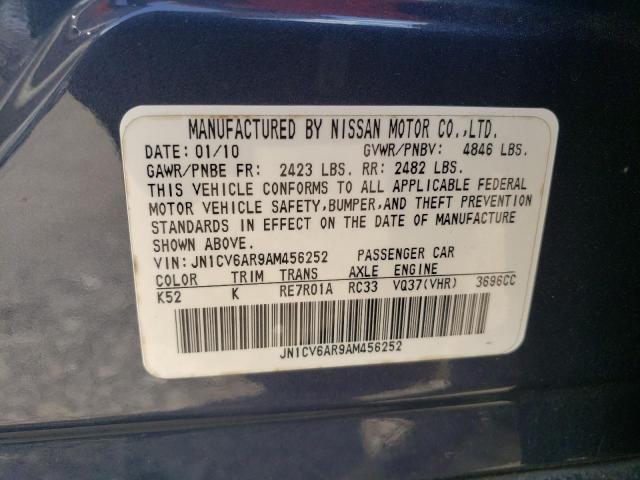 MANUFACTURED BY NISSAN MOTOR CO.,LTD.
DATE: 01/10 GVWR/PNBV: 4846 LBS.
GAWR/PNBE FR: 2423 LBS. RR: 2482 LBS.
THIS VEHICLE CONFORMS TO ALL APPLICABLE FEDERAL
MOTOR VEHICLE SAFETY,BUMPER,AND THEFT PREVENTION
STANDARDS IN EFFECT ON THE DATE OF MANUFACTURE
SHOWN ABOVE.
VIN:JN1CV6AR9AM456252 PASSENGER CAR
COLOR TRIM TRANS AXLE ENGINE
K52 K RE7R01A RC33 VQ37(VHR) 3696CC
JN1CV6AR9AM456252